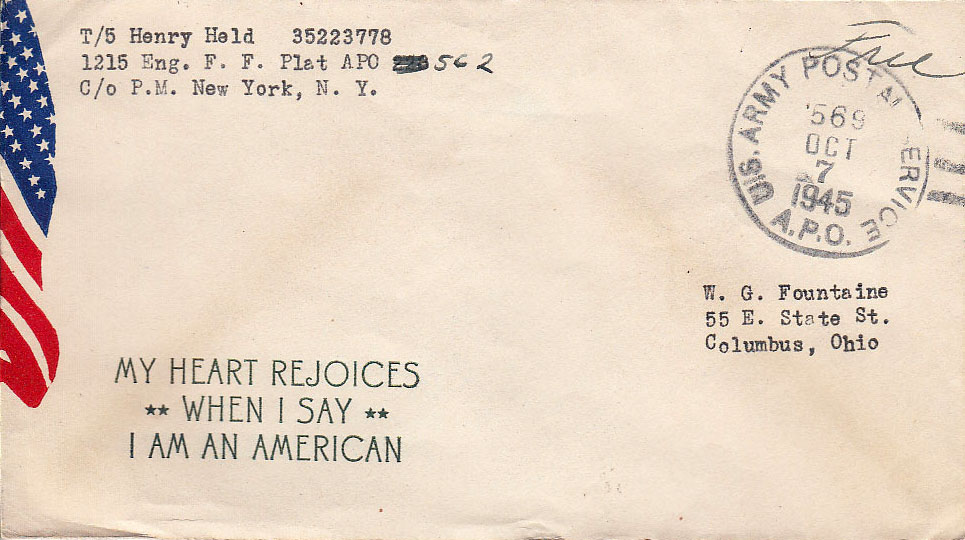 T/5 Henry Held 35223778
1215 Eng. F. F. Plat APO 562
C/o P.M. New York, N. Y.
Free
U.S. ARMY POSTAL SERVICE
A.P.O.
569
OCT
7
1945
W. G. Fountaine
55 E. State St.
Columbus, Ohio
MY HEART REJOICES
** WHEN I SAY **
I AM AN AMERICAN